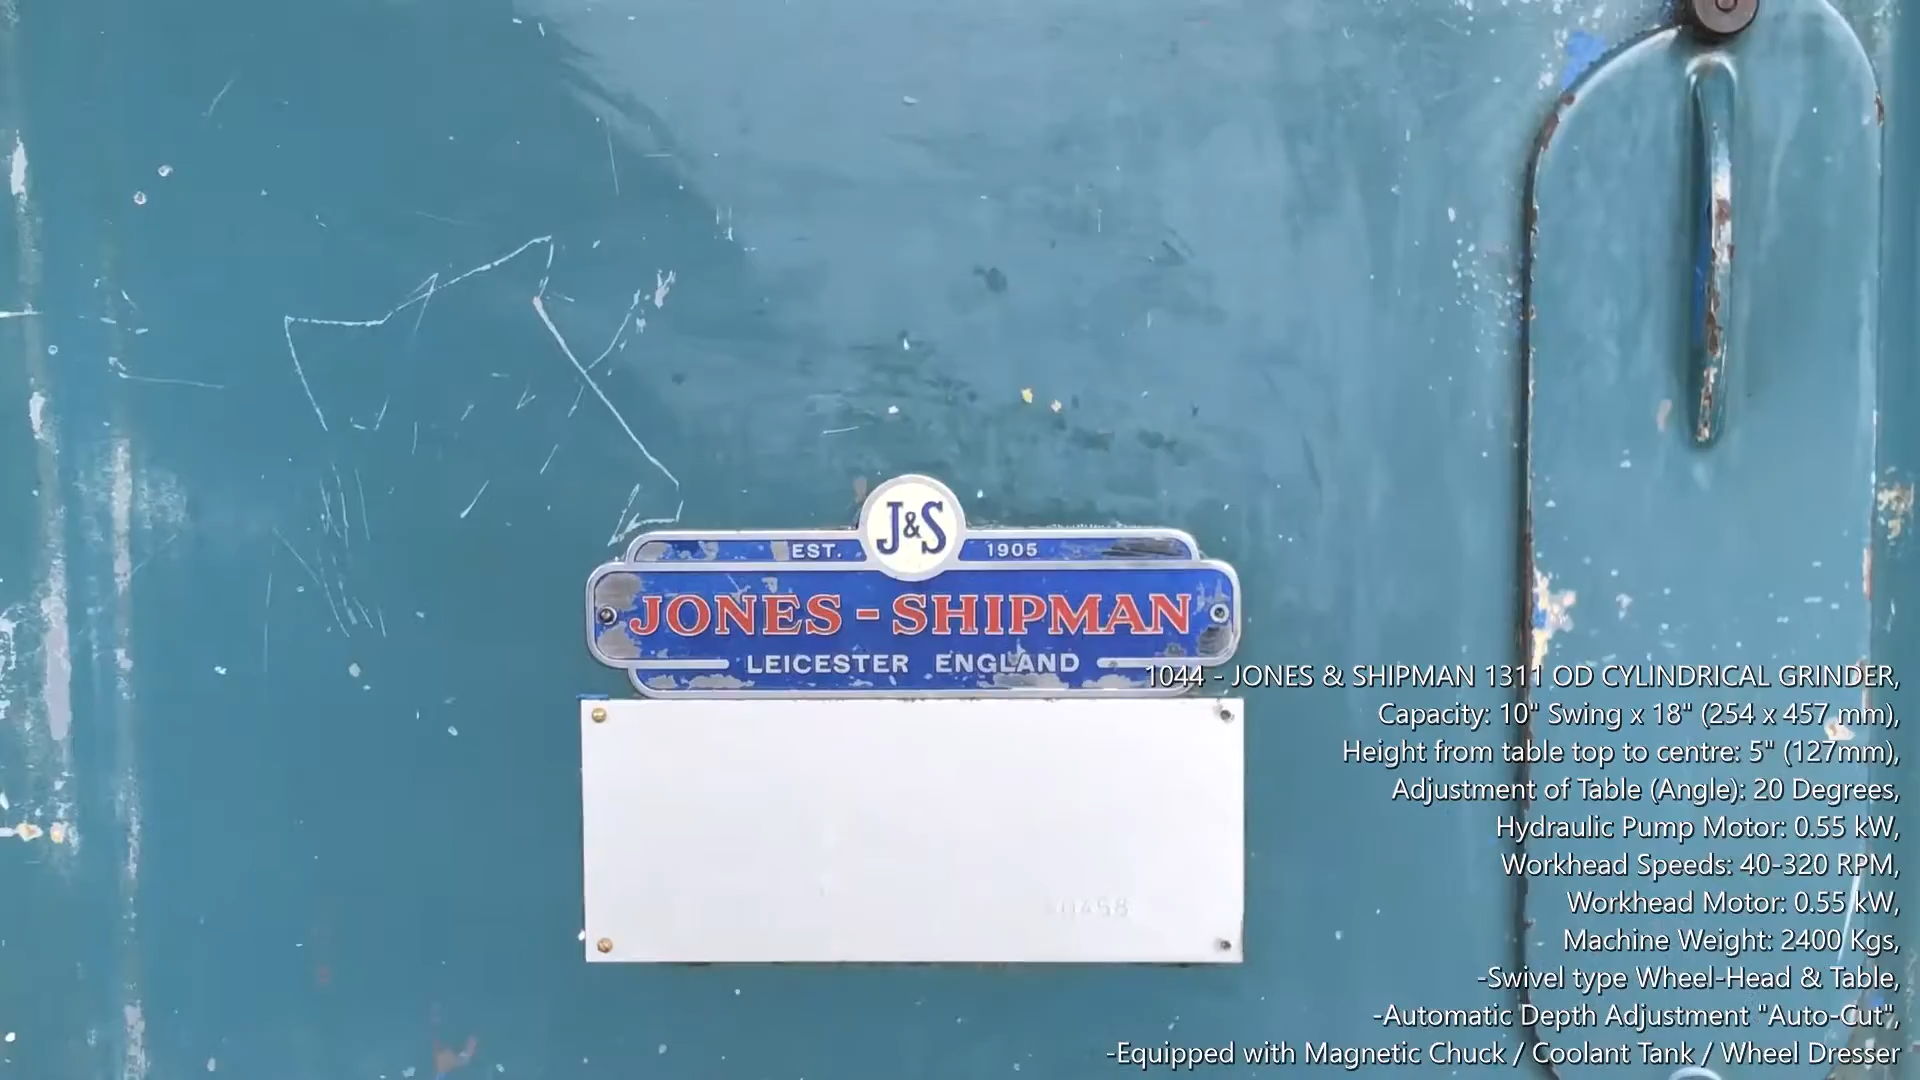 J&S
EST. 1905
JONES - SHIPMAN
LEICESTER ENGLAND
1044 - JONES & SHIPMAN 1311 OD CYLINDRICAL GRINDER,
Capacity: 10" Swing x 18" (254 x 457 mm),
Height from table top to centre: 5" (127mm),
Adjustment of Table (Angle): 20 Degrees,
Hydraulic Pump Motor: 0.55 kW,
Workhead Speeds: 40-320 RPM,
Workhead Motor: 0.55 kW,
Machine Weight: 2400 Kgs,
-Swivel type Wheel-Head & Table,
-Automatic Depth Adjustment "Auto-Cut",
-Equipped with Magnetic Chuck / Coolant Tank / Wheel Dresser